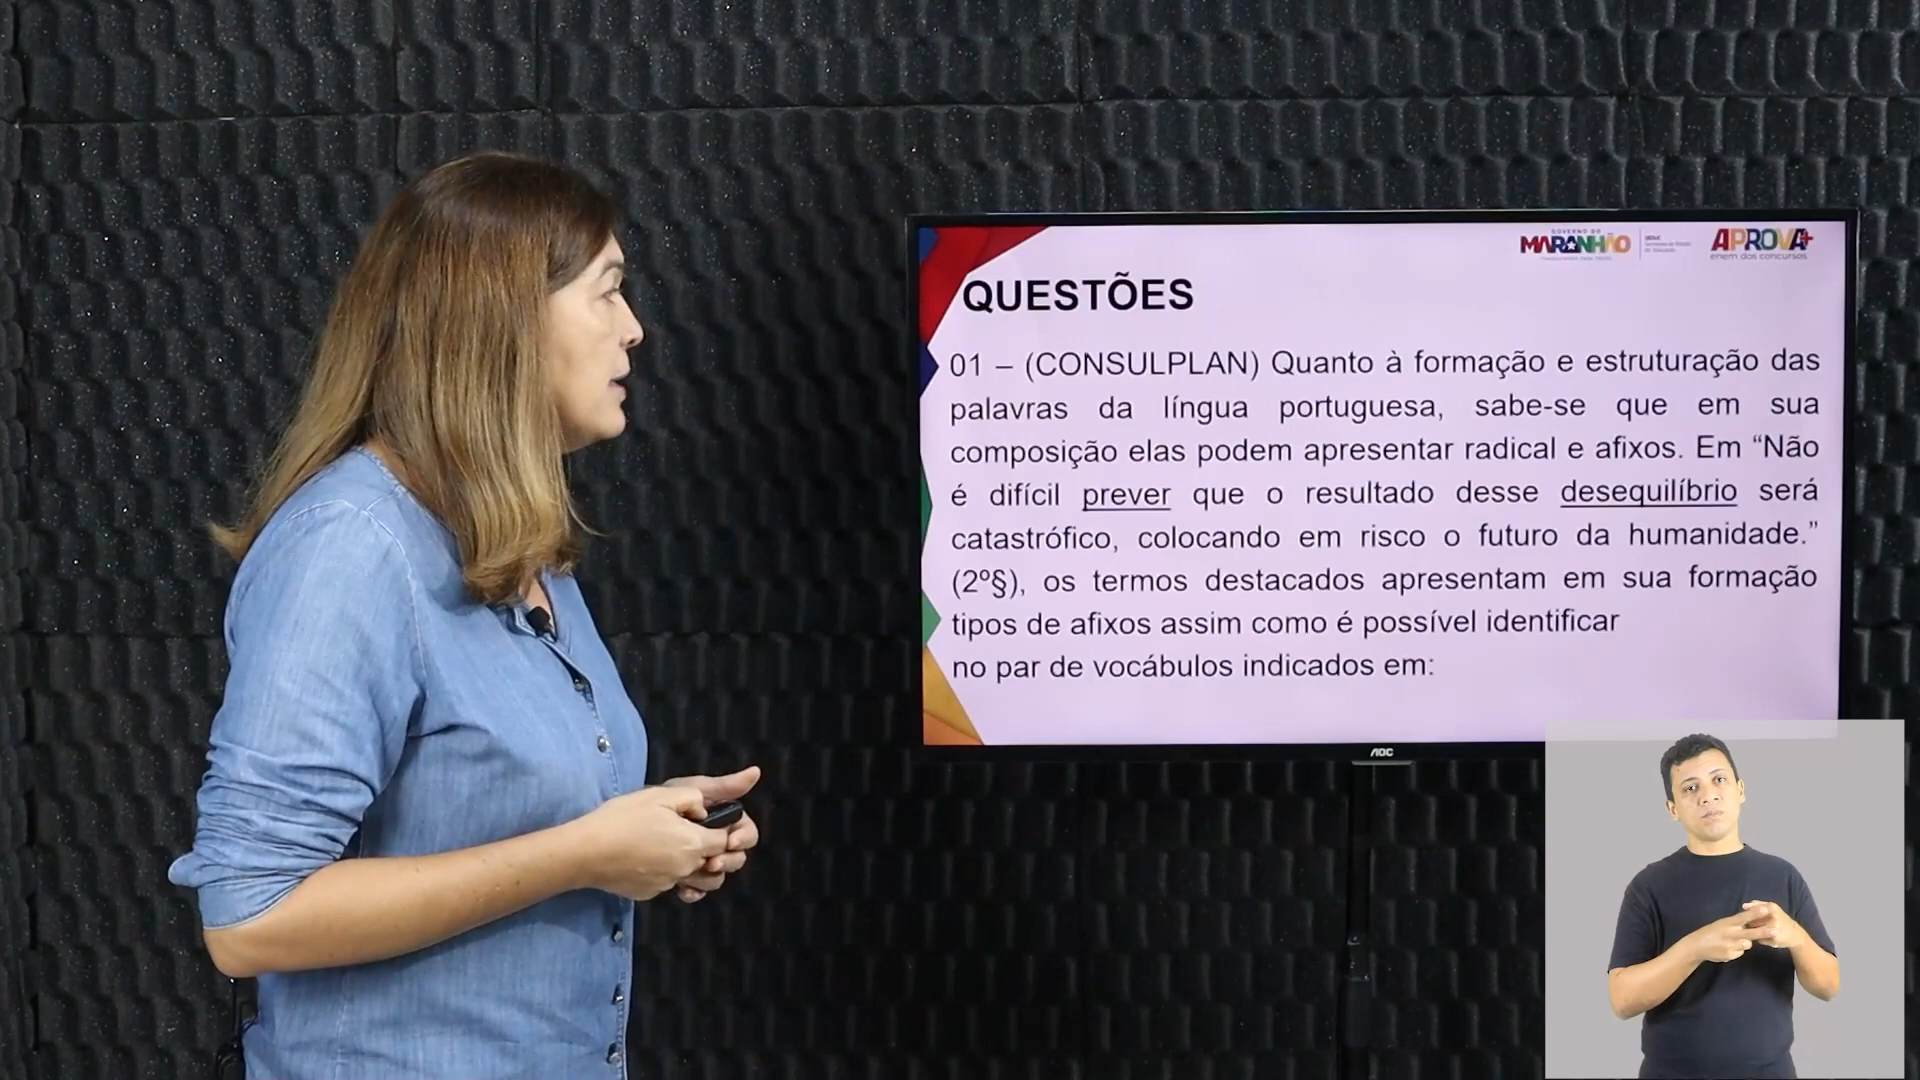 GOVERNO DO
MARANHÃO
APROVA+
enem dos concursos
QUESTÕES
01 – (CONSULPLAN) Quanto à formação e estruturação das
palavras da língua portuguesa, sabe-se que em sua
composição elas podem apresentar radical e afixos. Em “Não
é difícil prever que o resultado desse desequilíbrio será
catastrófico, colocando em risco o futuro da humanidade.”
(2º§), os termos destacados apresentam em sua formação
tipos de afixos assim como é possível identificar
no par de vocábulos indicados em:
AOC